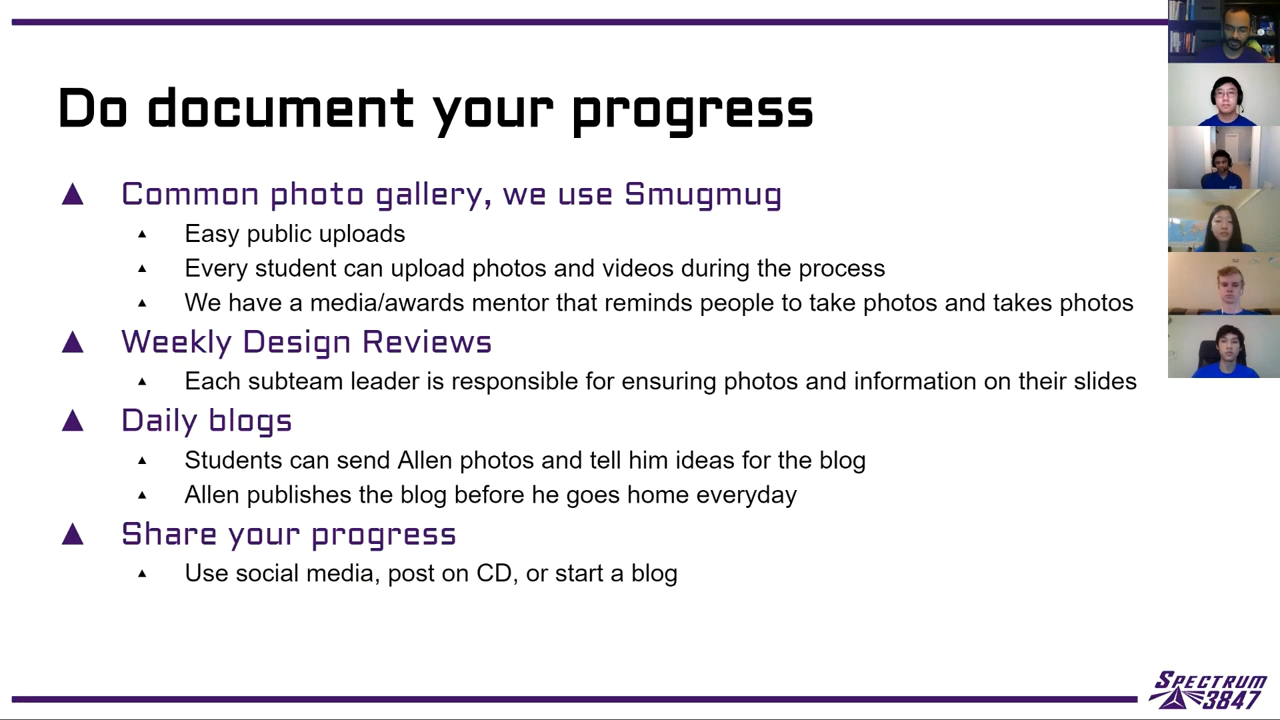 Do document your progress
Common photo gallery, we use Smugmug
Easy public uploads
Every student can upload photos and videos during the process
We have a media/awards mentor that reminds people to take photos and takes photos
Weekly Design Reviews
Each subteam leader is responsible for ensuring photos and information on their slides
Daily blogs
Students can send Allen photos and tell him ideas for the blog
Allen publishes the blog before he goes home everyday
Share your progress
Use social media, post on CD, or start a blog
SPECTRUM
3847